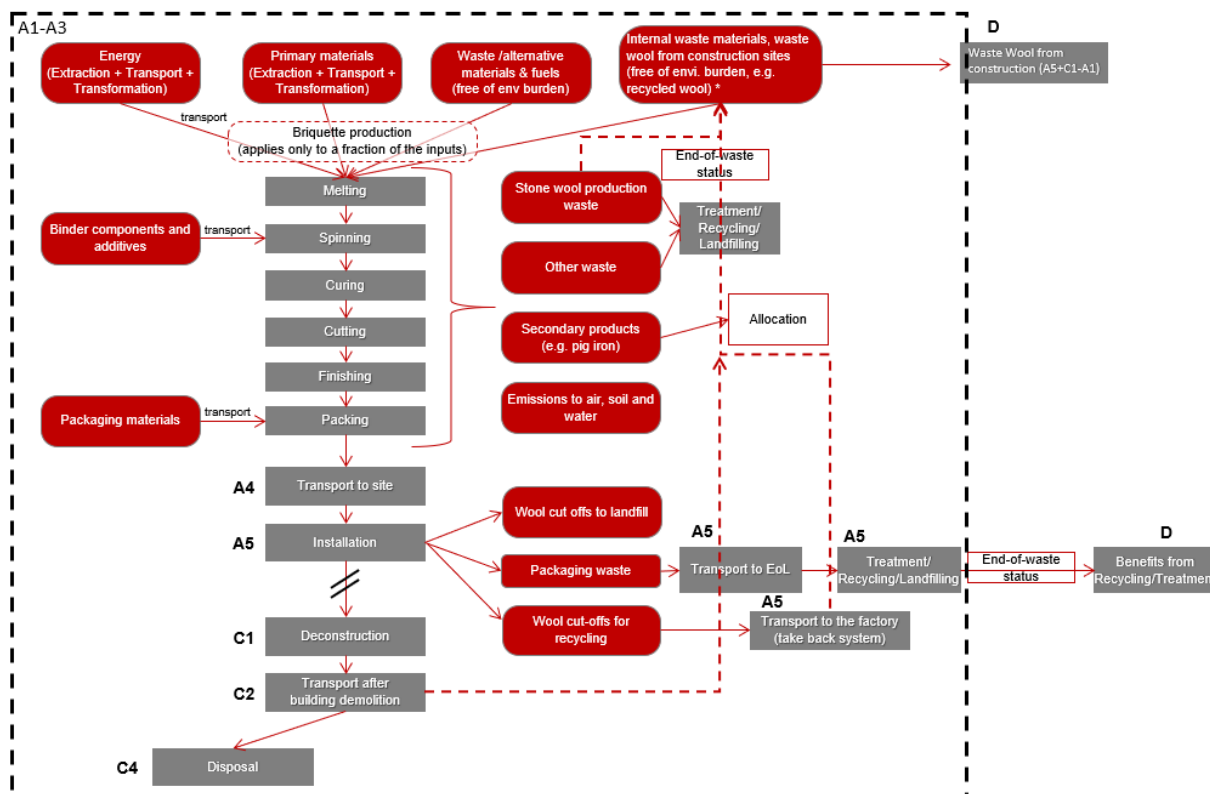 A1-A3
D
Energy
(Extraction + Transport +
Transformation)
Primary materials
(Extraction + Transport +
Transformation)
Waste /alternative
materials & fuels
(free of env burden)
Internal waste materials, waste
wool from construction sites
(free of envi. burden, e.g.
recycled wool) *
Waste Wool from
construction (A5+C1-A1)
transport
Briquette production
(applies only to a fraction of the inputs)
End-of-waste
status
Melting
Stone wool production
waste
Treatment/
Recycling/
Landfilling
Binder components and
additives
transport
Spinning
Other waste
Curing
Cutting
Secondary products
(e.g. pig iron)
Allocation
Finishing
Emissions to air, soil and
water
Packaging materials
transport
Packing
A4
Transport to site
Wool cut offs to landfill
A5
Installation
A5
A5
D
Packaging waste
Transport to EoL
Treatment/
Recycling/Landfilling
End-of-waste
status
Benefits from
Recycling/Treatment
A5
C1
Deconstruction
Wool cut-offs for
recycling
Transport to the factory
(take back system)
C2
Transport after
building demolition
C4
Disposal